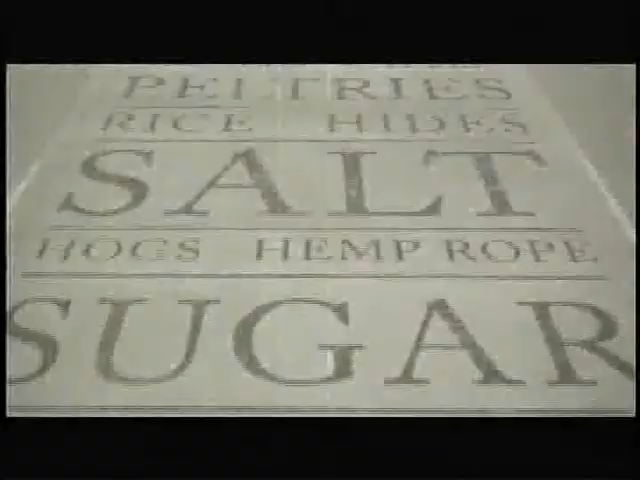 PELTRIES
RICE HIDES
SALT
HOGS HEMP ROPE
SUGAR